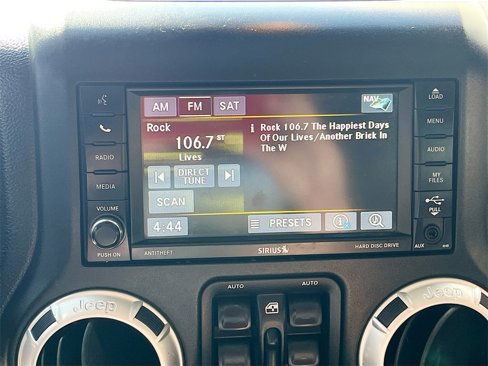 AM FM SAT NAV
LOAD
MENU
RADIO
AUDIO
MEDIA
MY
FILES
VOLUME
PULL
PUSH ON
AUX
Rock
106.7 ST
Lives
DIRECT
TUNE
SCAN
4:44
i Rock 106.7 The Happiest Days
Of Our Lives/Another Brick In
The W
PRESETS
i
ANTITHEFT
SIRIUS
HARD DISC DRIVE
AUTO AUTO
Jeep
Jeep